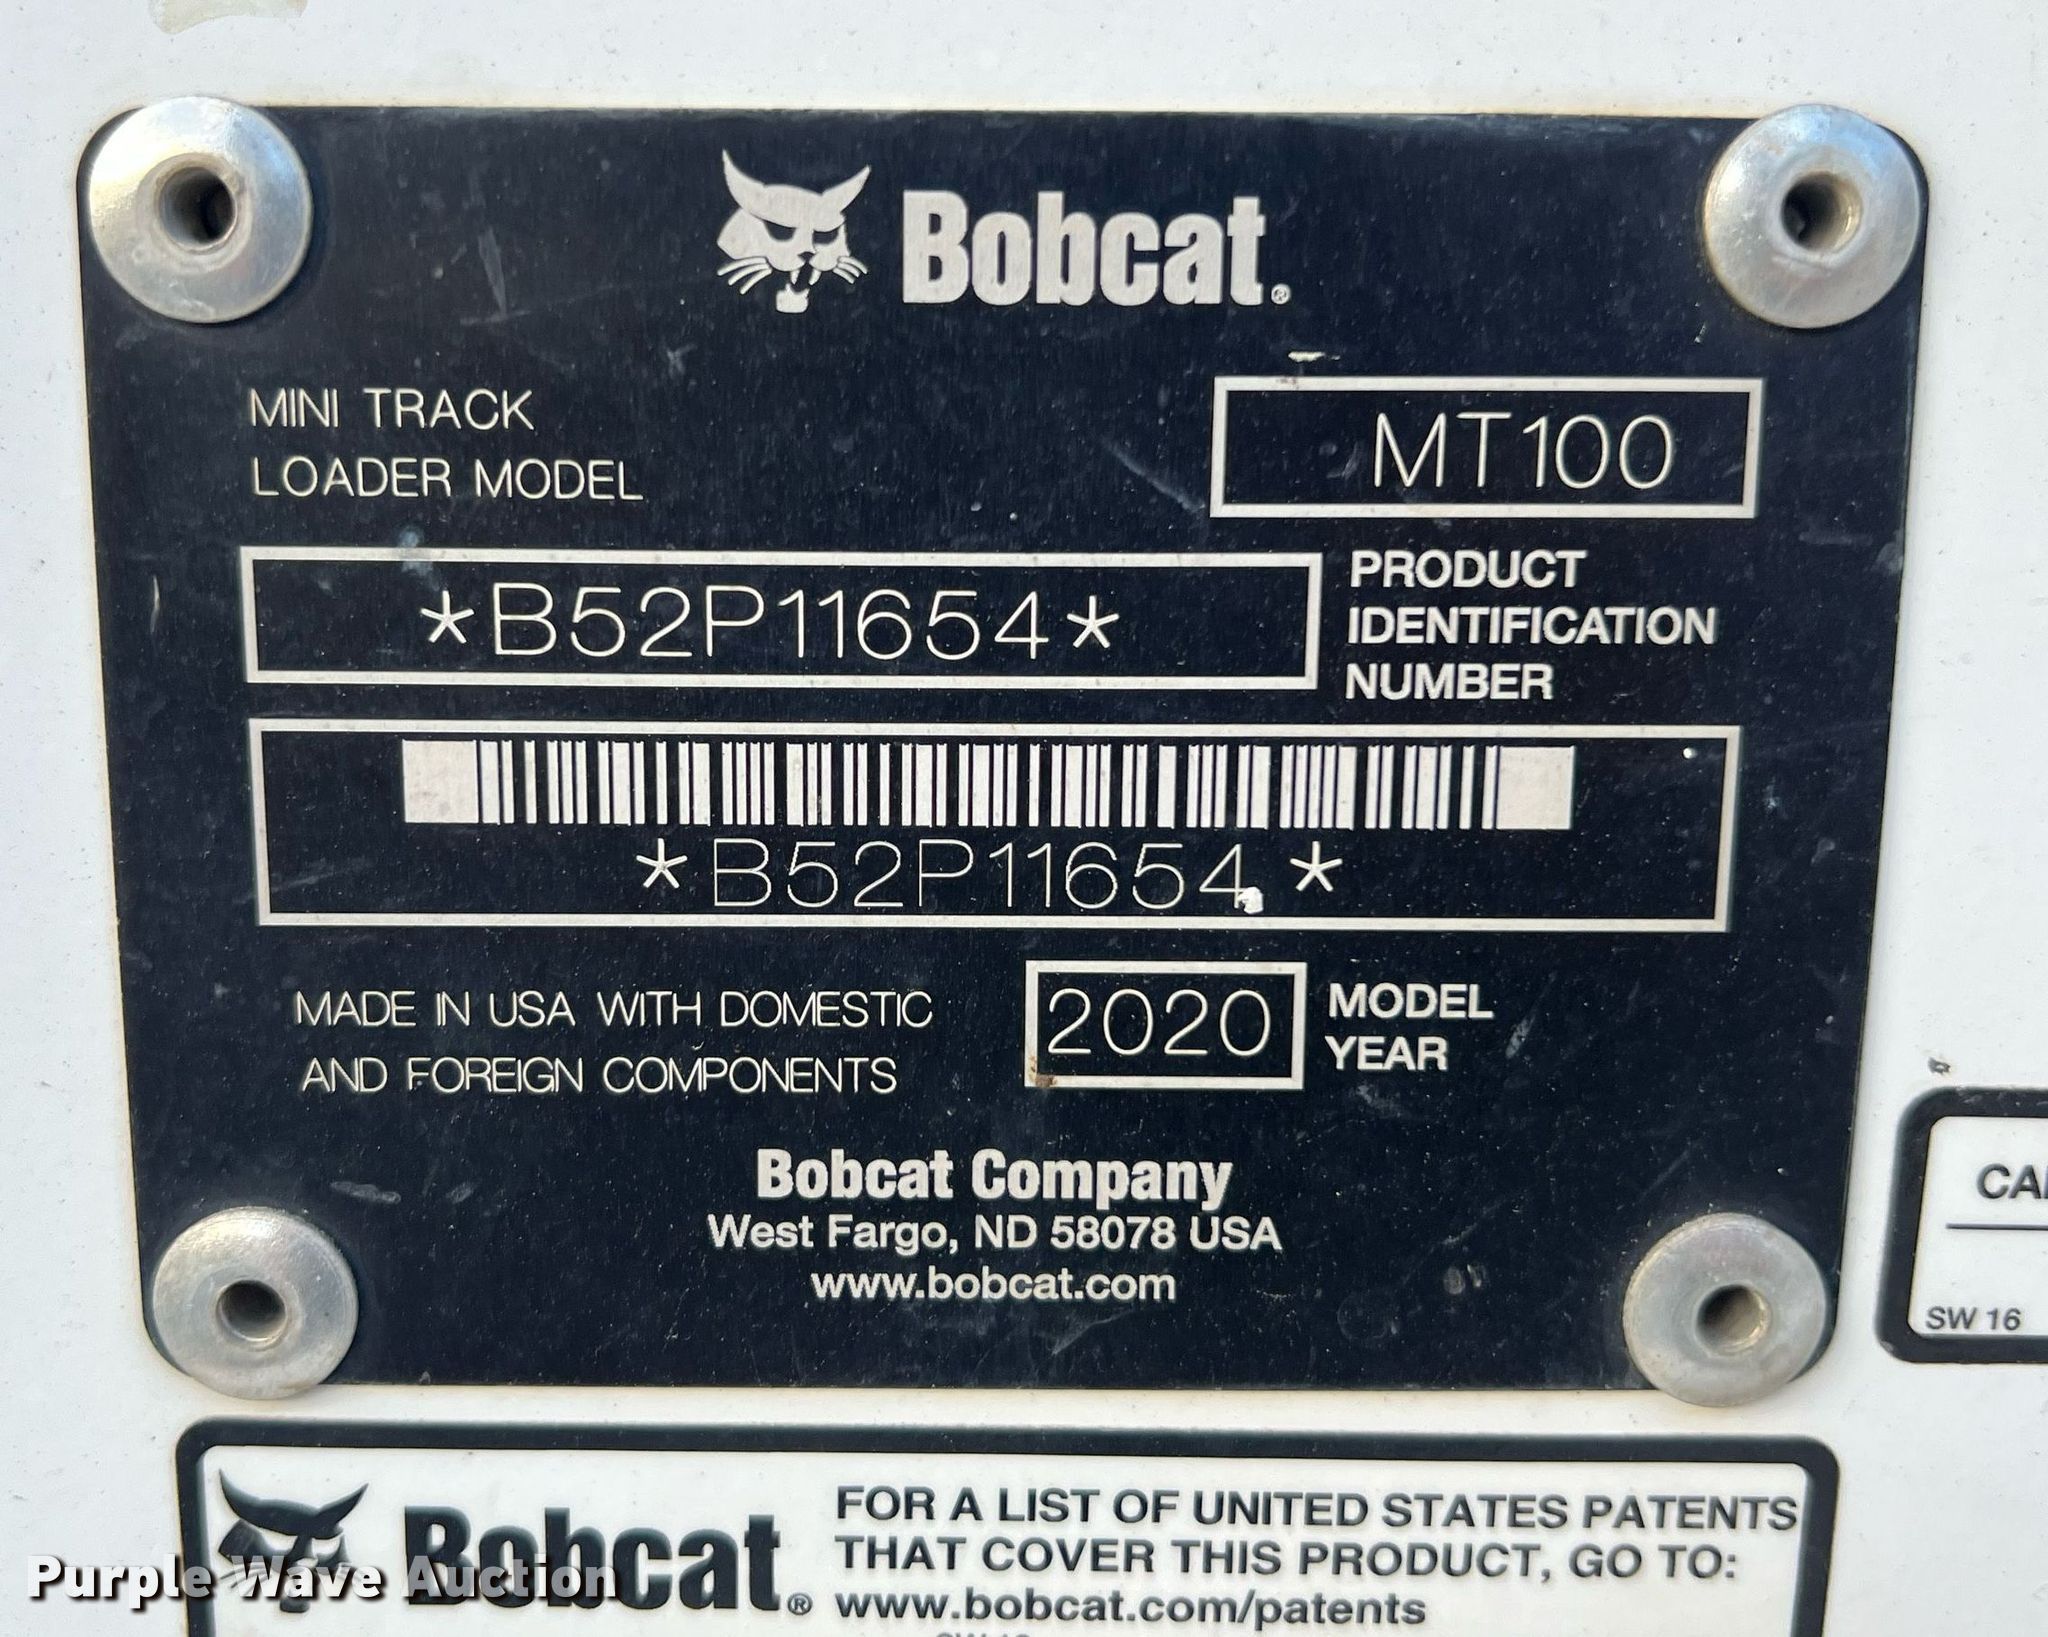 Bobcat®
MINI TRACK
LOADER MODEL
MT100
*B52P11654*
PRODUCT
IDENTIFICATION
NUMBER
*B52P11654*
MADE IN USA WITH DOMESTIC
AND FOREIGN COMPONENTS
2020
MODEL
YEAR
Bobcat Company
West Fargo, ND 58078 USA
www.bobcat.com
SW 16
Bobcat®
FOR A LIST OF UNITED STATES PATENTS
THAT COVER THIS PRODUCT, GO TO:
www.bobcat.com/patents
Purple Wave Auction